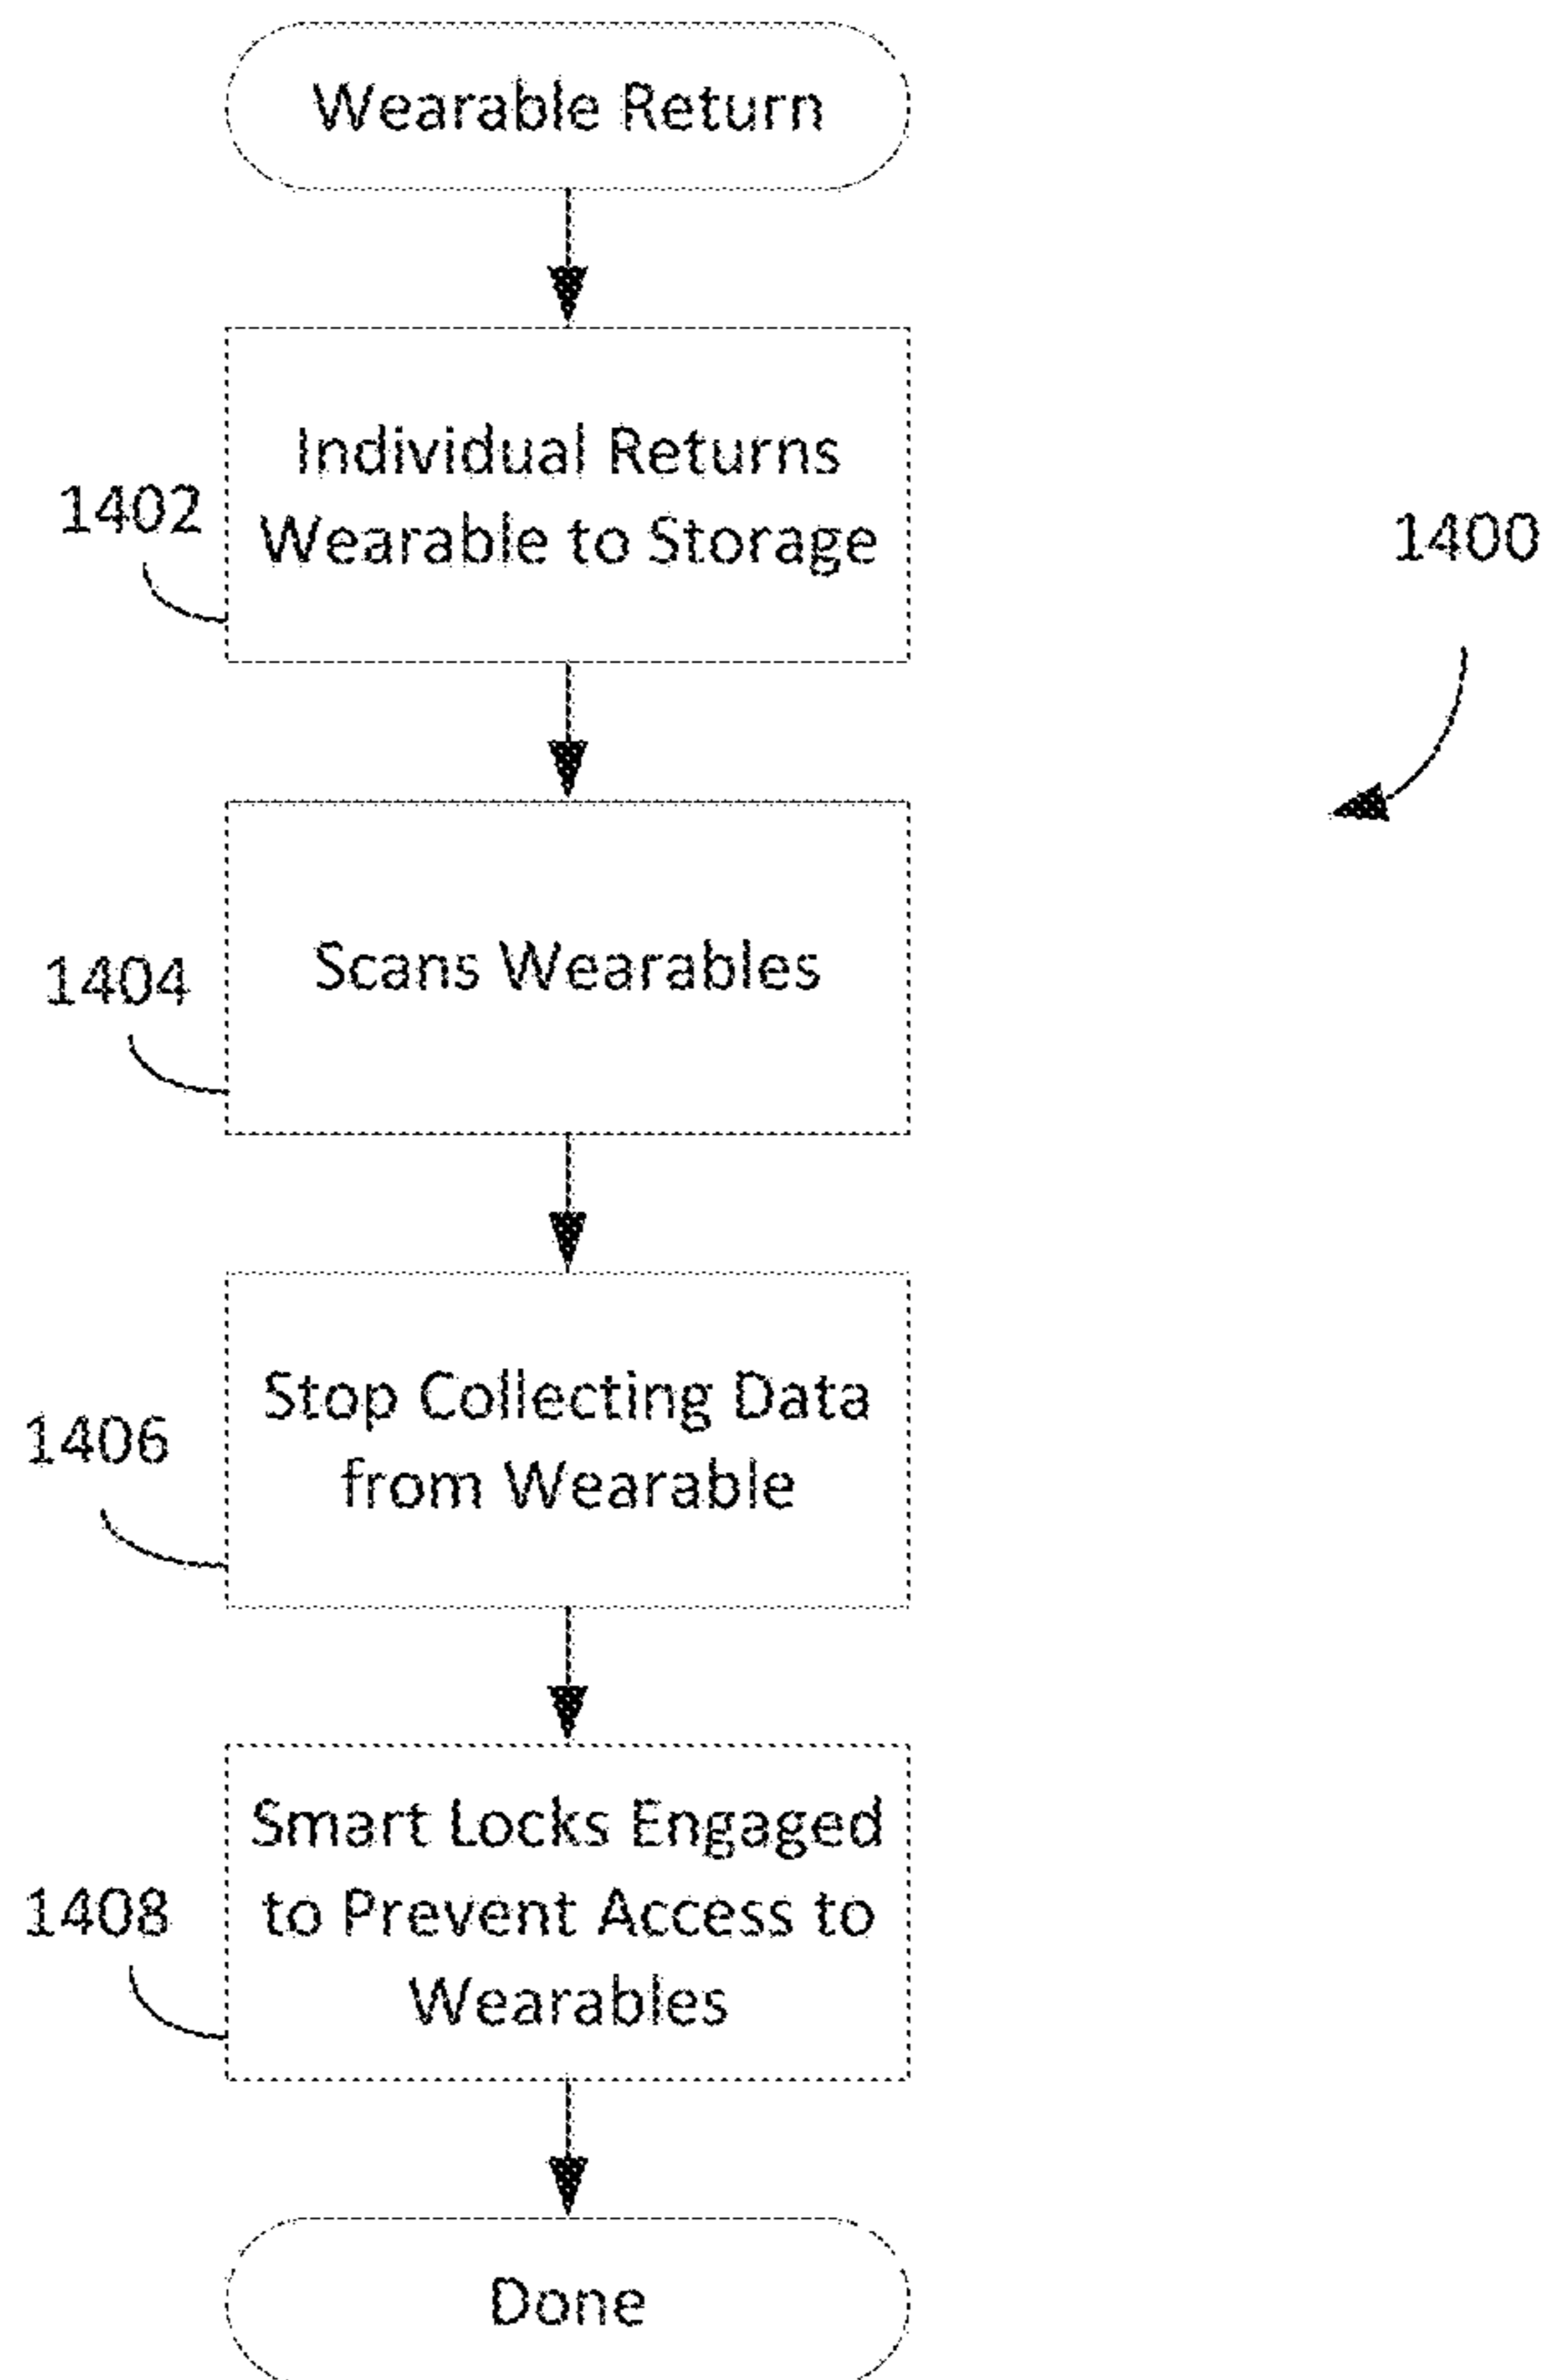 Wearable Return
Individual Returns
Wearable to Storage
1402
1400
Scans Wearables
1404
Stop Collecting Data
from Wearable
1406
Smart Locks Engaged
to Prevent Access to
Wearables
1408
Done